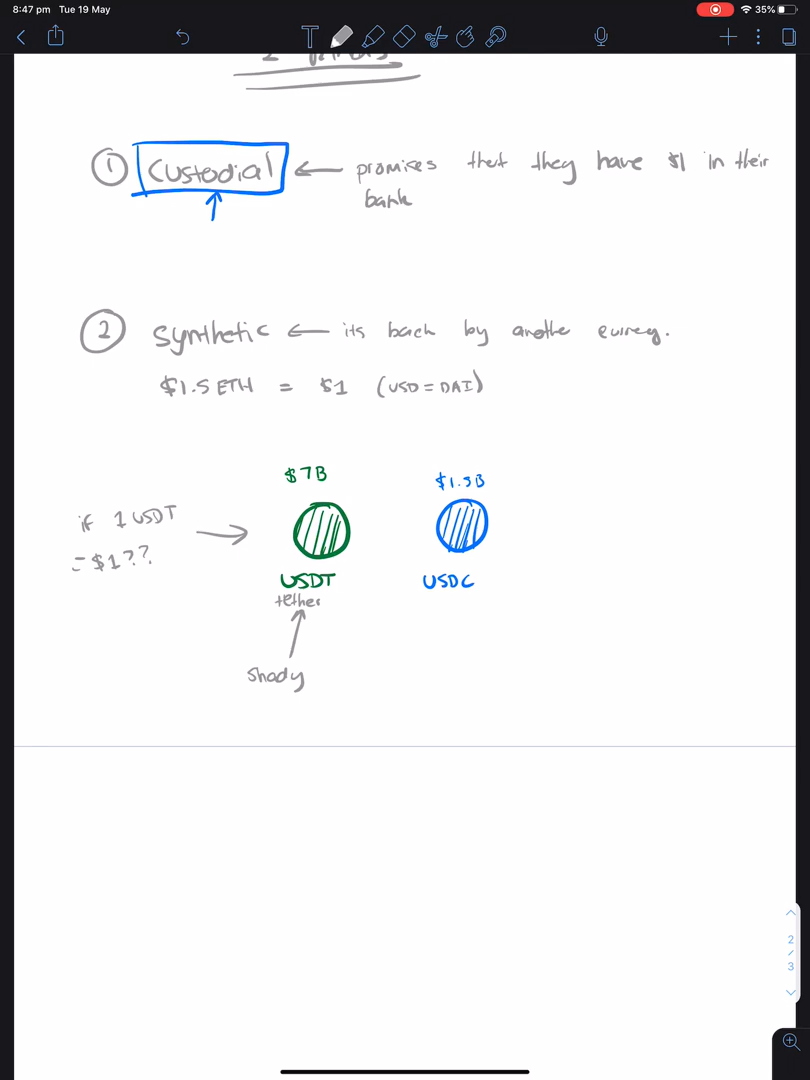 8:47 pm Tue 19 May
35%
① Custodial ← promises that they have $1 in their
bank
② Synthetic ← its back by another
$1.5 ETH = $1 (USD = DAI)
$7B
$1.5B
if 1 USDT
= $1??
USDT
USDC
tether
shady
2
/
3